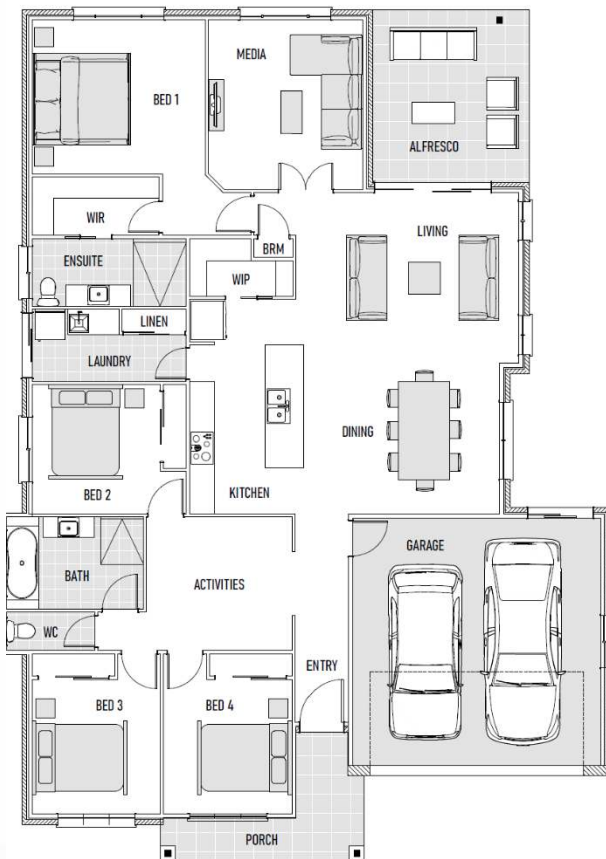 MEDIA
BED 1
ALFRESCO
WIR
LIVING
BRM
ENSUITE
WIP
LINEN
LAUNDRY
DINING
BED 2
KITCHEN
GARAGE
BATH
ACTIVITIES
WC
ENTRY
BED 3
BED 4
PORCH